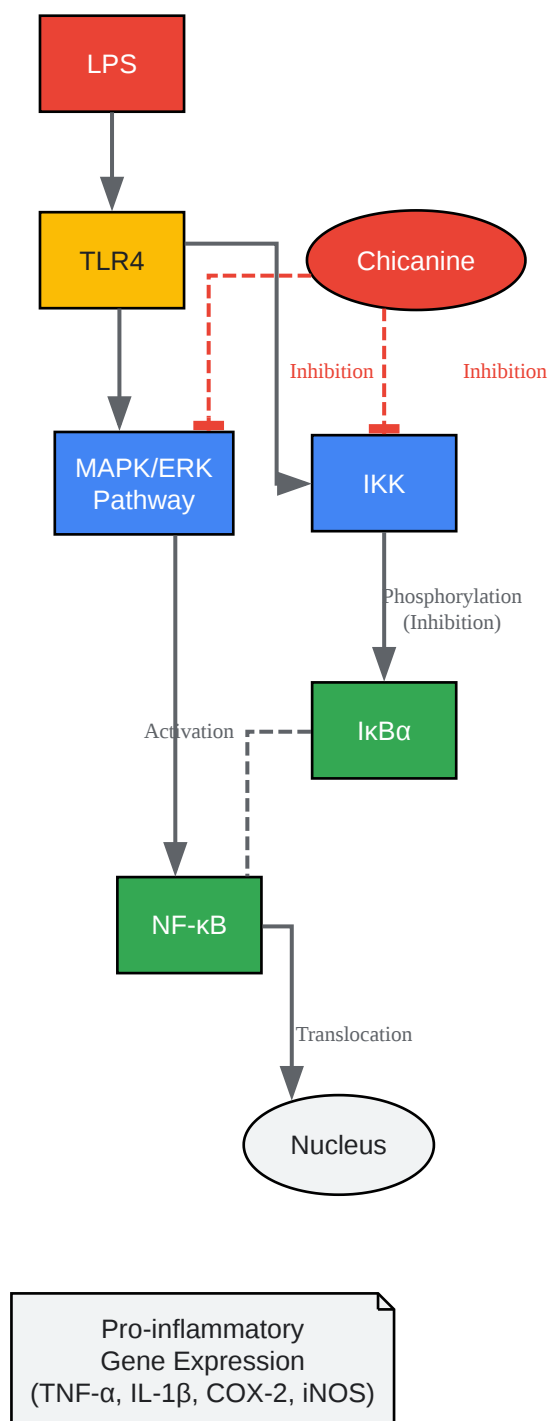 LPS
TLR4
Chicanine
Inhibition
Inhibition
MAPK/ERK
Pathway
IKK
Phosphorylation
(Inhibition)
IκBα
Activation
NF-κB
Translocation
Nucleus
Pro-inflammatory
Gene Expression
(TNF-α, IL-1β, COX-2, iNOS)